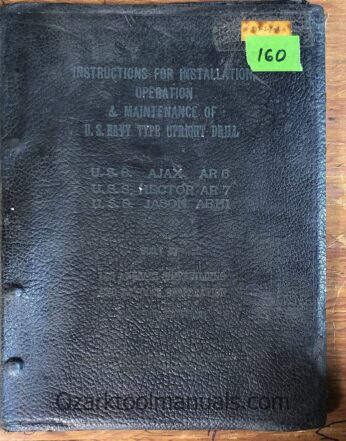 160
INSTRUCTIONS FOR INSTALLATION
OPERATION
& MAINTENANCE OF
U.S. NAVY TYPE UPRIGHT DRILL
U.S.S. AJAX AR 6
U.S.S. HECTOR AR 7
U.S.S. JASON ARH1
Ozarktoolmanuals.com